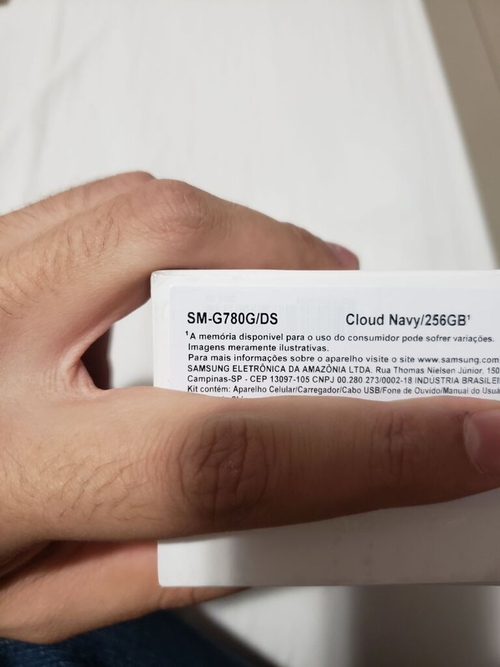 SM-G780G/DS Cloud Navy/256GB¹
¹A memória disponível para o uso do consumidor pode sofrer variações.
Imagens meramente ilustrativas.
Para mais informações sobre o aparelho visite o site www.samsung.com
SAMSUNG ELETRÔNICA DA AMAZÔNIA LTDA. Rua Thomas Nielsen Júnior, 150
Campinas-SP - CEP 13097-105 CNPJ 00.280 273/0002-18 INDÚSTRIA
Kit contém: Aparelho Celular/Carregador/Cabo USB/Fone de Ouvido/Manual do